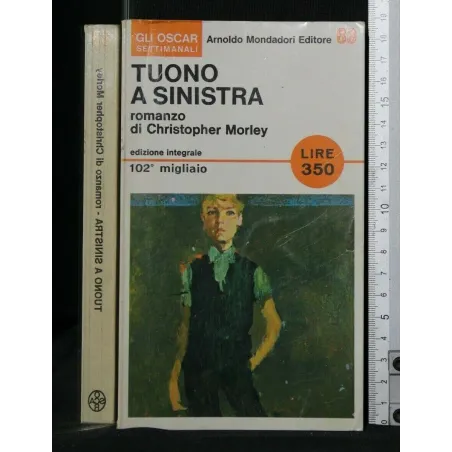 GLI OSCAR
SETTIMANALI
Arnoldo Mondadori Editore
TUONO
A SINISTRA
romanzo
di Christopher Morley
edizione integrale
102° migliaio
LIRE
350
TUONO A SINISTRA - romanzo di Christopher Morley